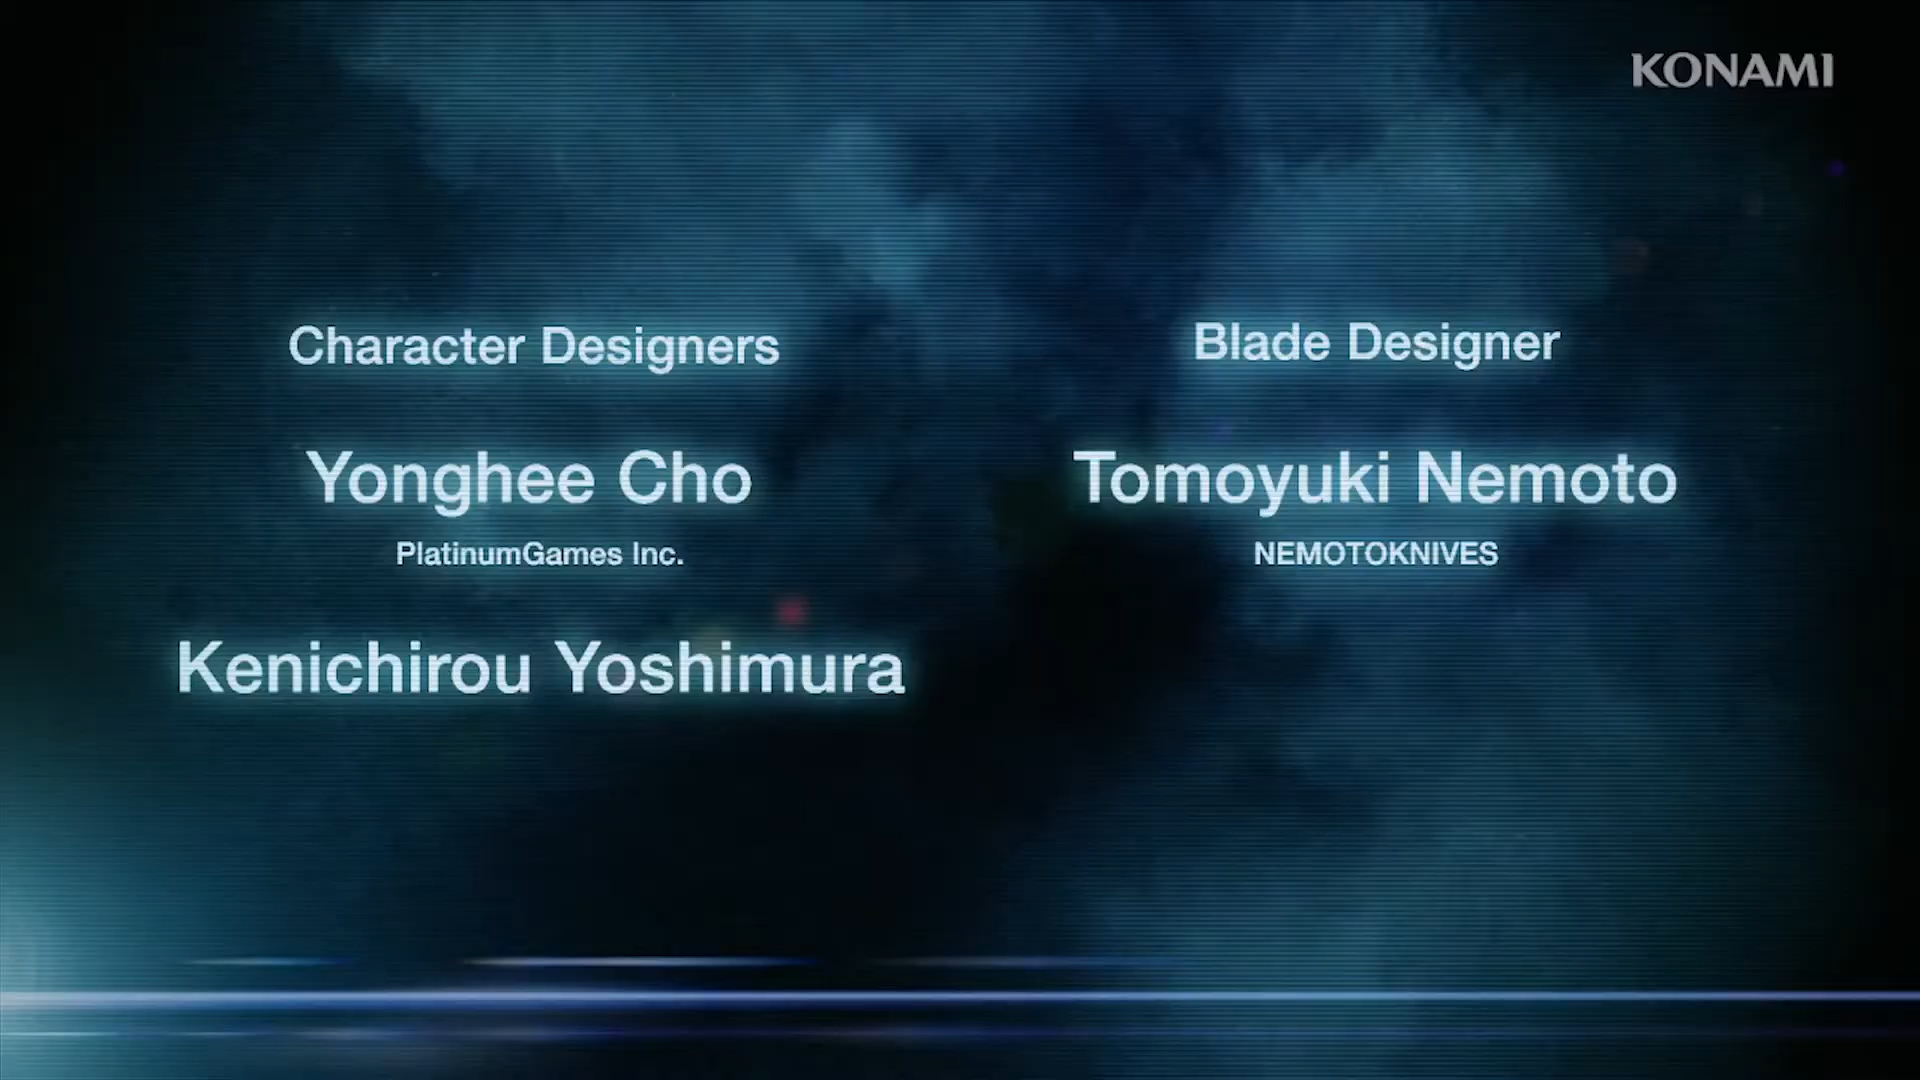 KONAMI
Character Designers
Yonghee Cho
PlatinumGames Inc.
Kenichirou Yoshimura
Blade Designer
Tomoyuki Nemoto
NEMOTOKNIVES